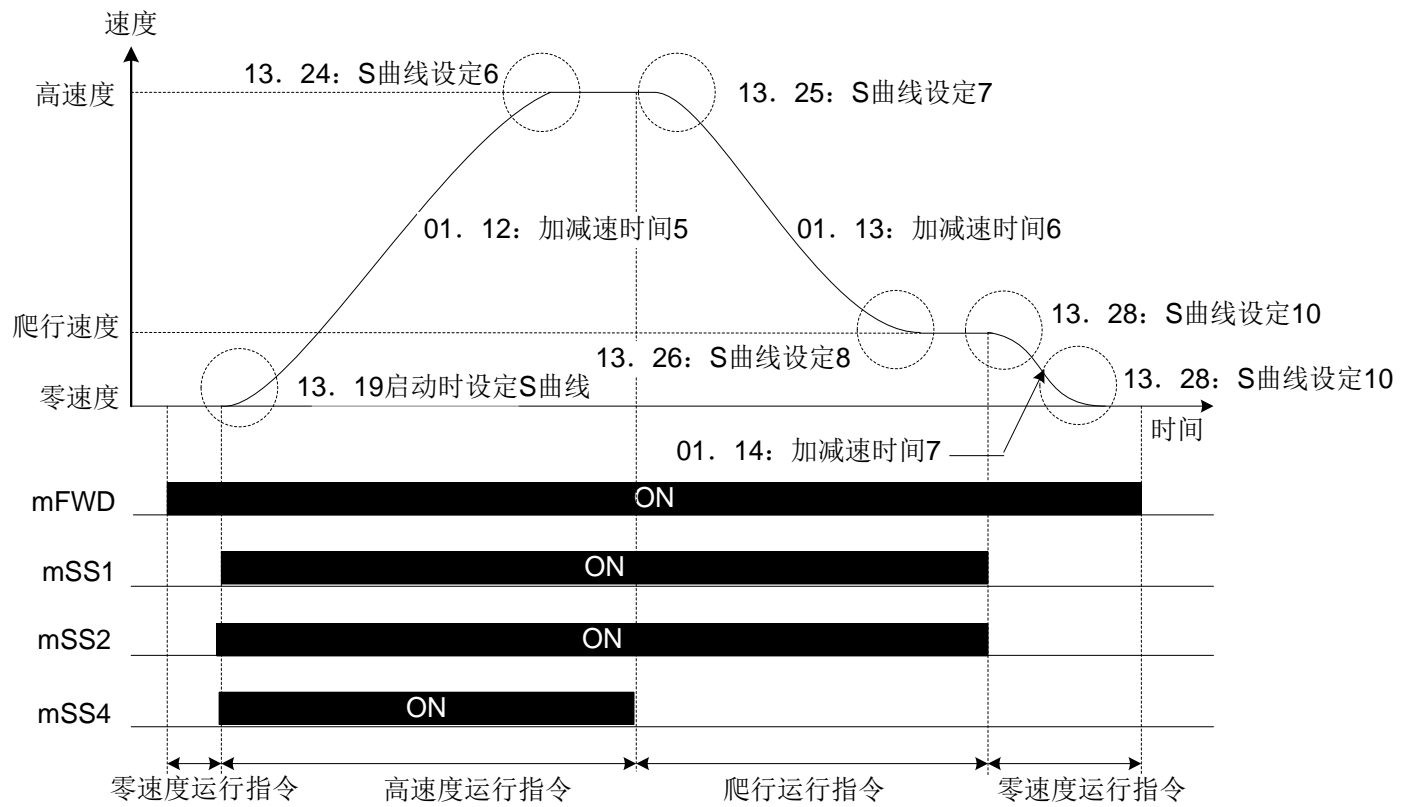 速度
13．24：S曲线设定6
高速度
13．25：S曲线设定7
01．12：加减速时间5
01．13：加减速时间6
爬行速度
13．28：S曲线设定10
13．26：S曲线设定8
零速度
13．19启动时设定S曲线
13．28：S曲线设定10
时间
01．14：加减速时间7
mFWD
ON
mSS1
ON
mSS2
ON
mSS4
ON
零速度运行指令
高速度运行指令
爬行运行指令
零速度运行指令